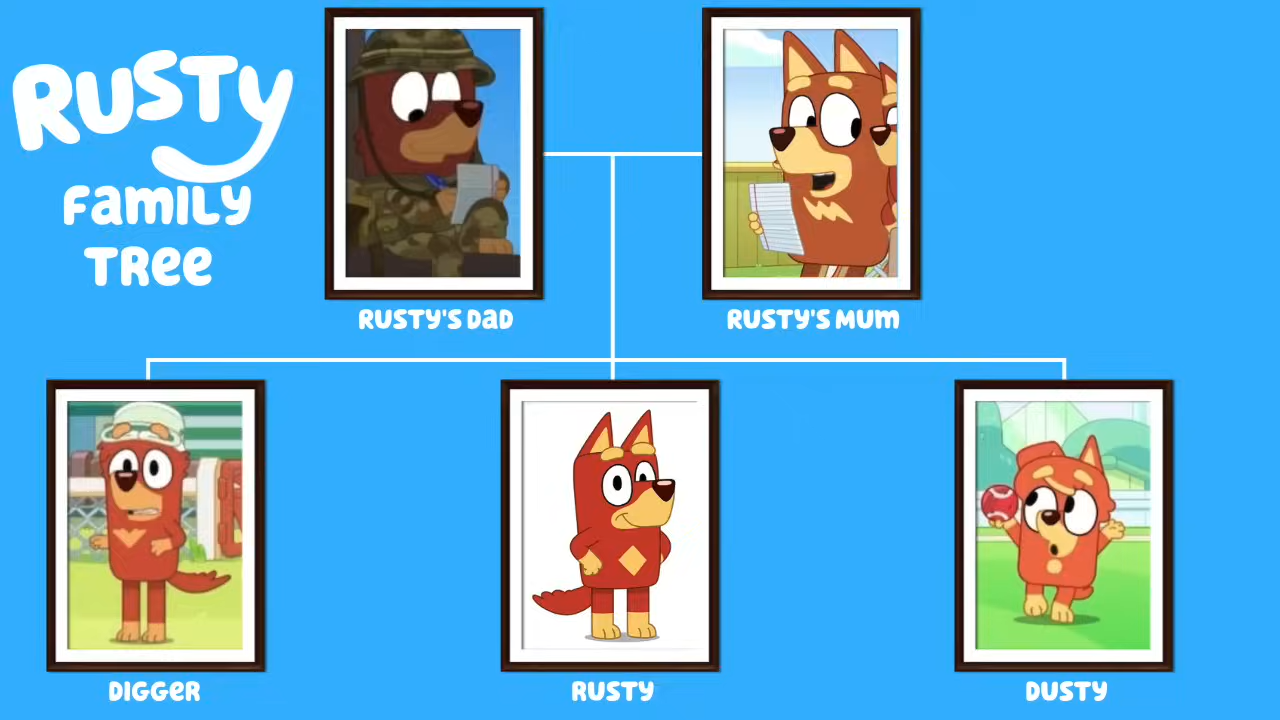 RUSTY
FAMILY
TREE
RUSTY'S DAD
RUSTY'S MUM
DIGGER
RUSTY
DUSTY